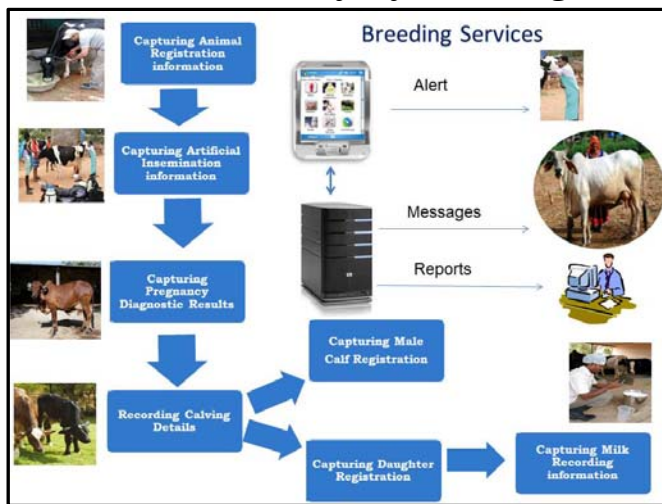 Breeding Services
Capturing Animal
Registration
information
Capturing Artificial
Insemination
information
Capturing
Pregnancy
Diagnostic Results
Recording Calving
Details
Capturing Male
Calf Registration
Capturing Daughter
Registration
Capturing Milk
Recording
information
Alert
Messages
Reports